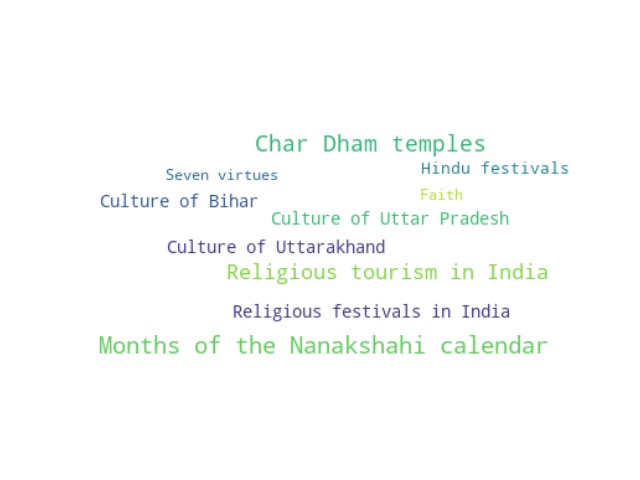 Char Dham temples
Hindu festivals
Seven virtues
Faith
Culture of Bihar
Culture of Uttar Pradesh
Culture of Uttarakhand
Religious tourism in India
Religious festivals in India
Months of the Nanakshahi calendar